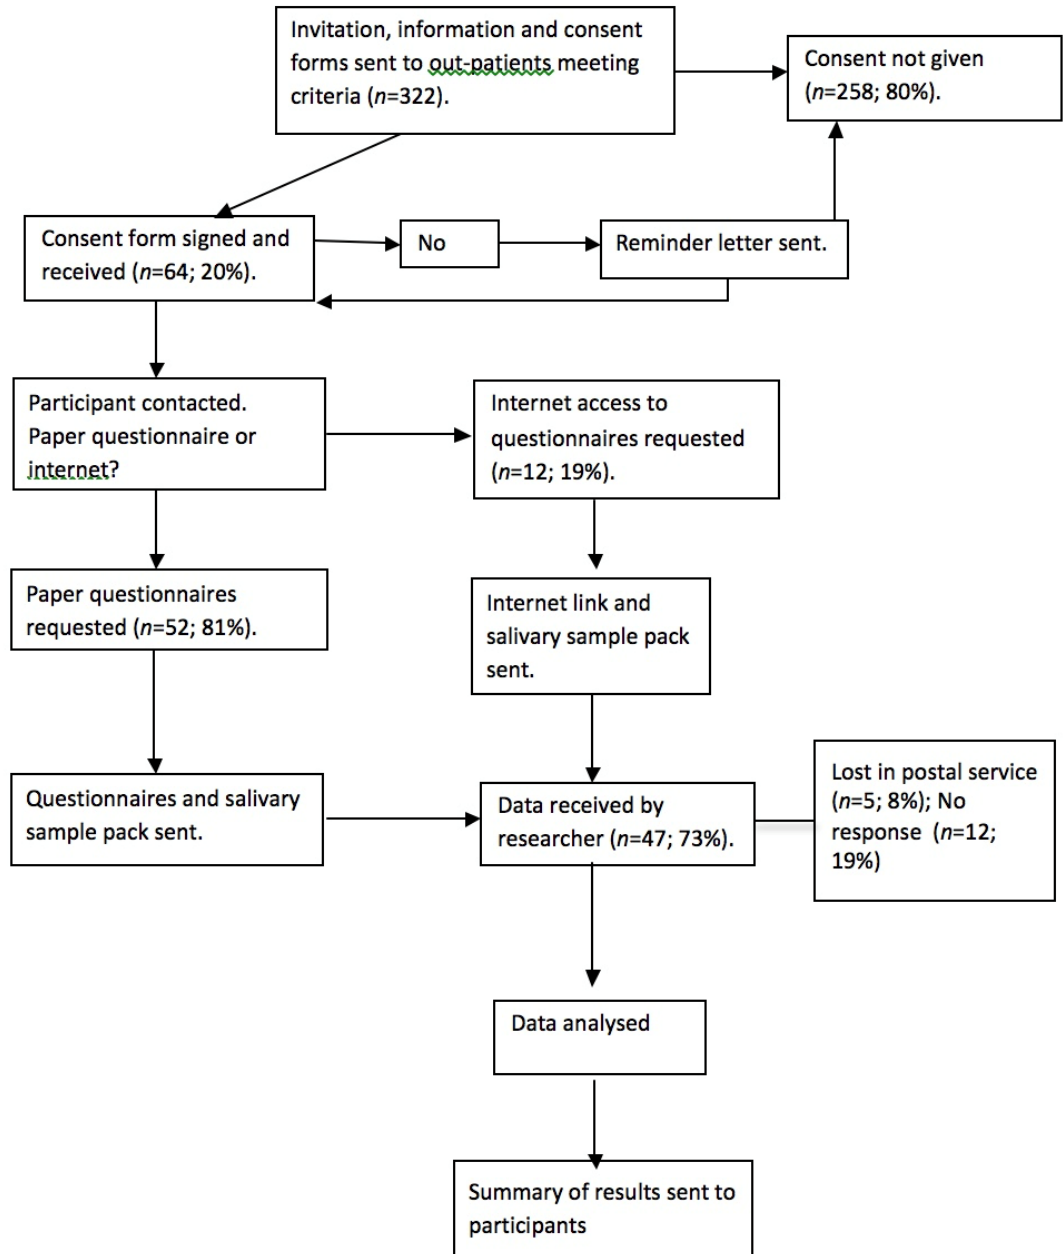 Invitation, information and consent
forms sent to out-patients meeting
criteria (n=322).
Consent not given
(n=258; 80%).
Consent form signed and
received (n=64; 20%).
No
Reminder letter sent.
Participant contacted.
Paper questionnaire or
internet?
Internet access to
questionnaires requested
(n=12; 19%).
Paper questionnaires
requested (n=52; 81%).
Internet link and
salivary sample pack
sent.
Questionnaires and salivary
sample pack sent.
Data received by
researcher (n=47; 73%).
Lost in postal service
(n=5; 8%); No
response (n=12;
19%)
Data analysed
Summary of results sent to
participants